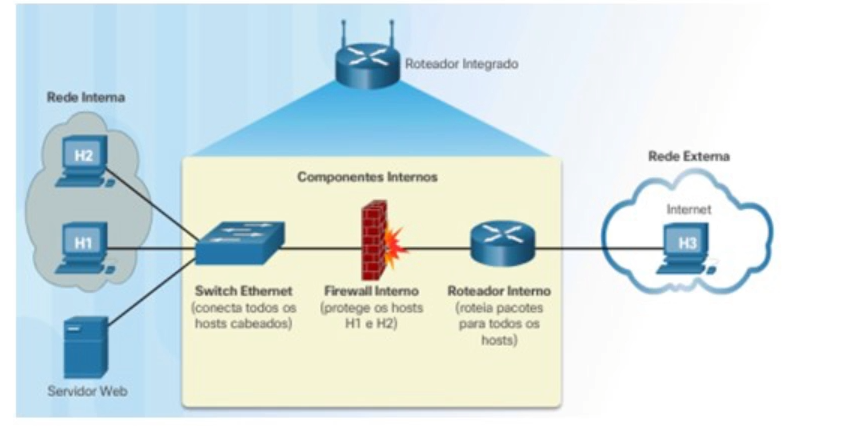 Roteador Integrado
Rede Interna
H2
H1
Servidor Web
Componentes Internos
Switch Ethernet
(conecta todos os
hosts cabeados)
Firewall Interno
(protege os hosts
H1 e H2)
Roteador Interno
(roteia pacotes
para todos os
hosts)
Rede Externa
Internet
H3